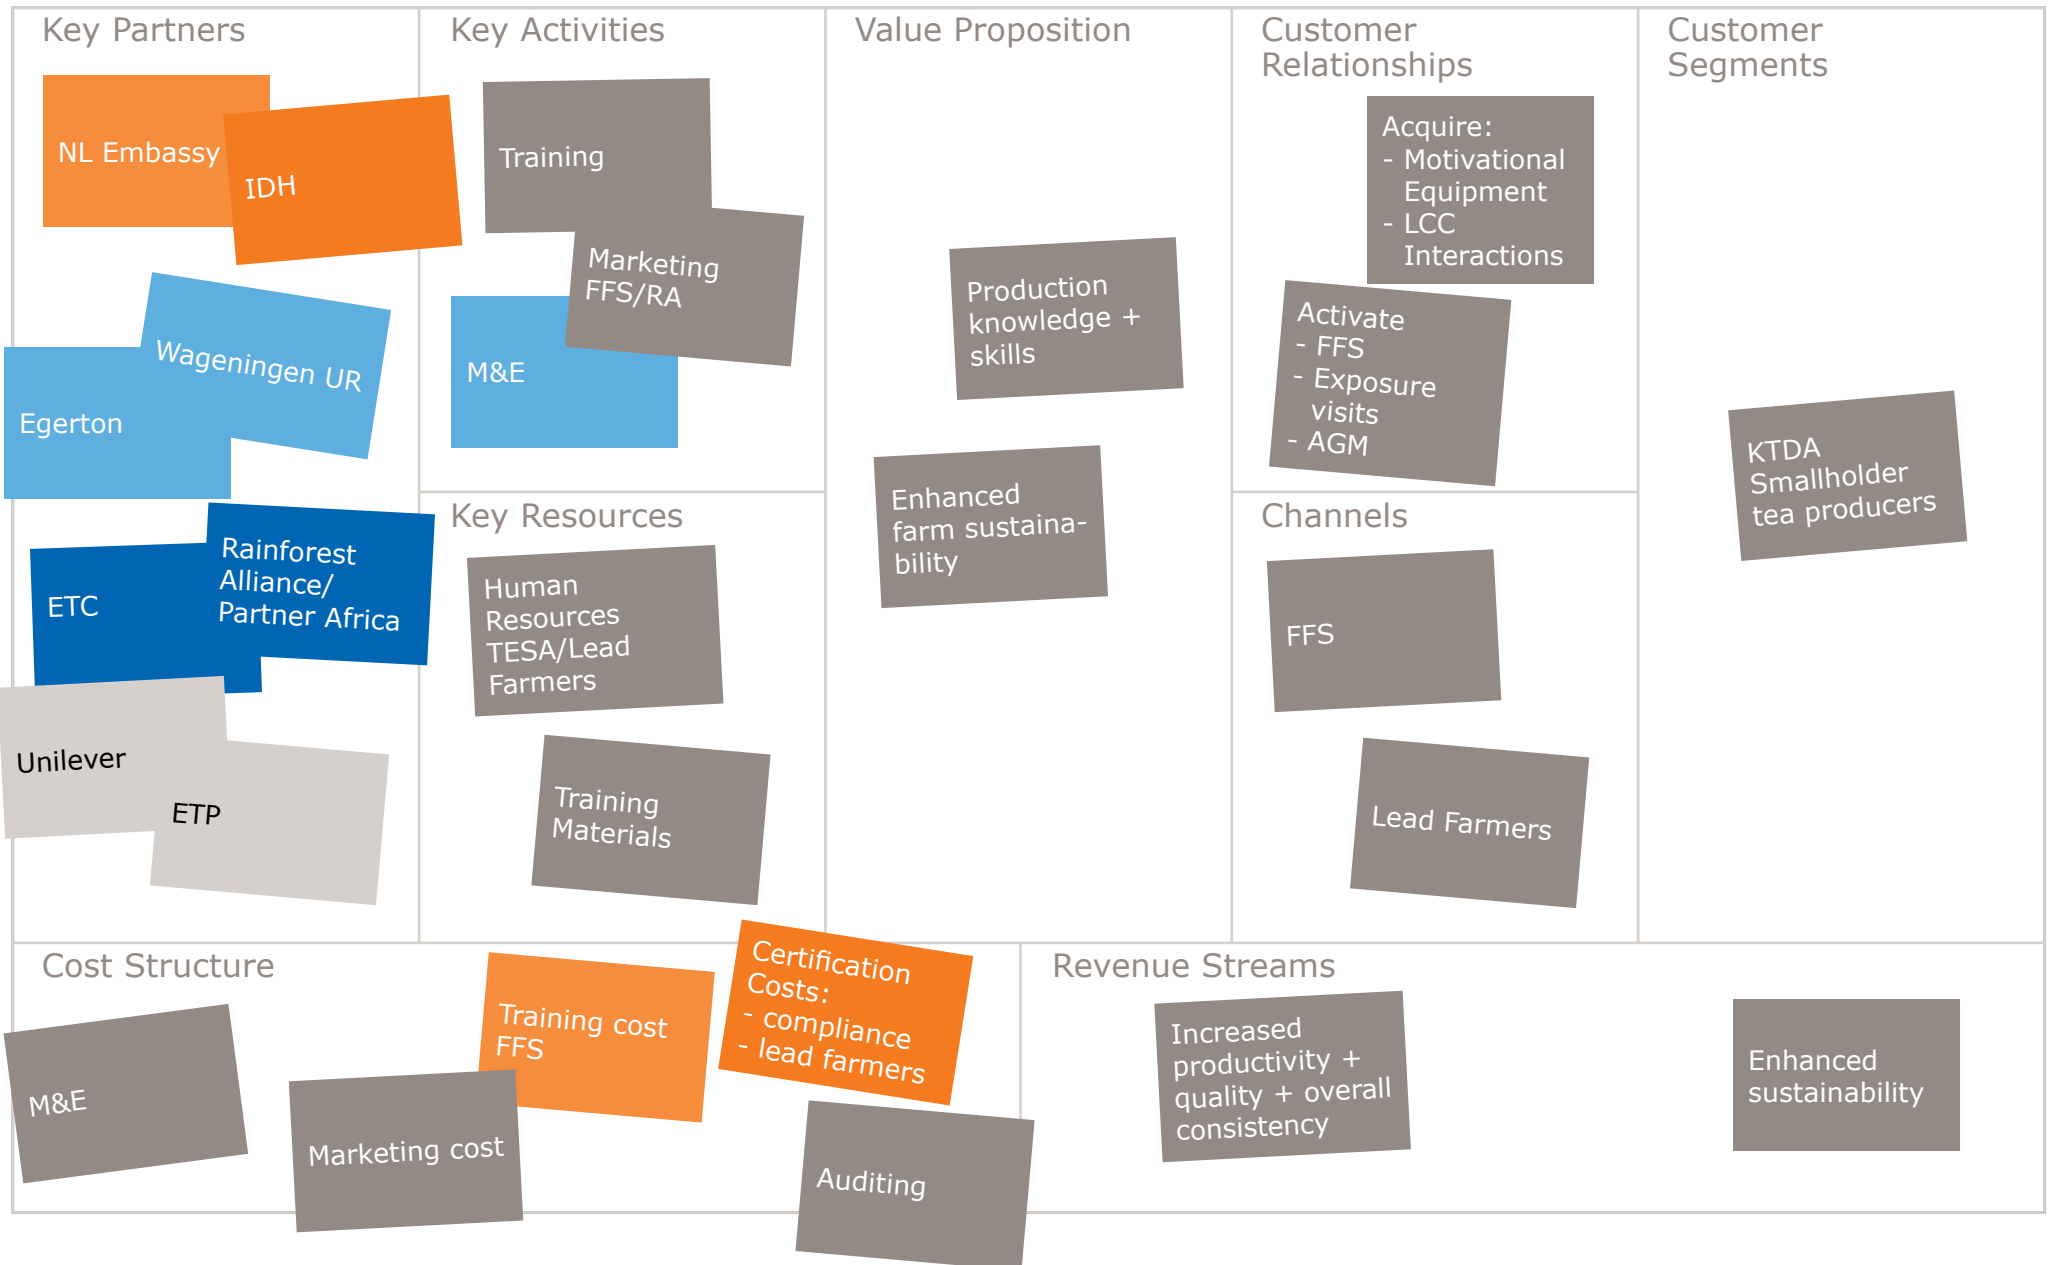 Key Partners
NL Embassy
IDH
Wageningen UR
Egerton
ETC
Rainforest
Alliance/
Partner Africa
Unilever
ETP
Key Activities
Training
Marketing
FFS/RA
M&E
Key Resources
Human
Resources
TESA/Lead
Farmers
Training
Materials
Value Proposition
Production
knowledge +
skills
Enhanced
farm sustaina-
bility
Customer
Relationships
Acquire:
- Motivational
Equipment
- LCC
Interactions
Activate
- FFS
- Exposure
visits
- AGM
Channels
FFS
Lead Farmers
Customer
Segments
KTDA
Smallholder
tea producers
Cost Structure
M&E
Marketing cost
Training cost
FFS
Certification
Costs:
- compliance
- lead farmers
Auditing
Revenue Streams
Increased
productivity +
quality + overall
consistency
Enhanced
sustainability